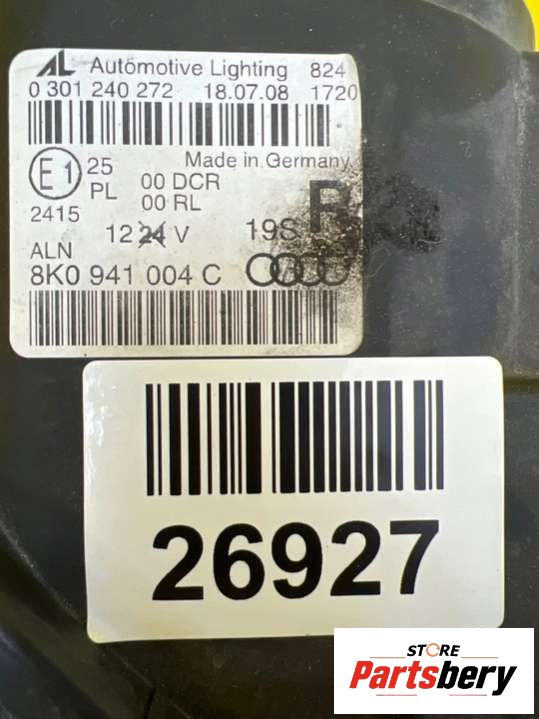 AL Automotive Lighting 824
0 301 240 272 18.07.08 1720
Made in Germany
E1 25 00 DCR
PL 00 RL
2415
12 24 V 19S R
ALN
8K0 941 004 C
26927
STORE
Partsbery